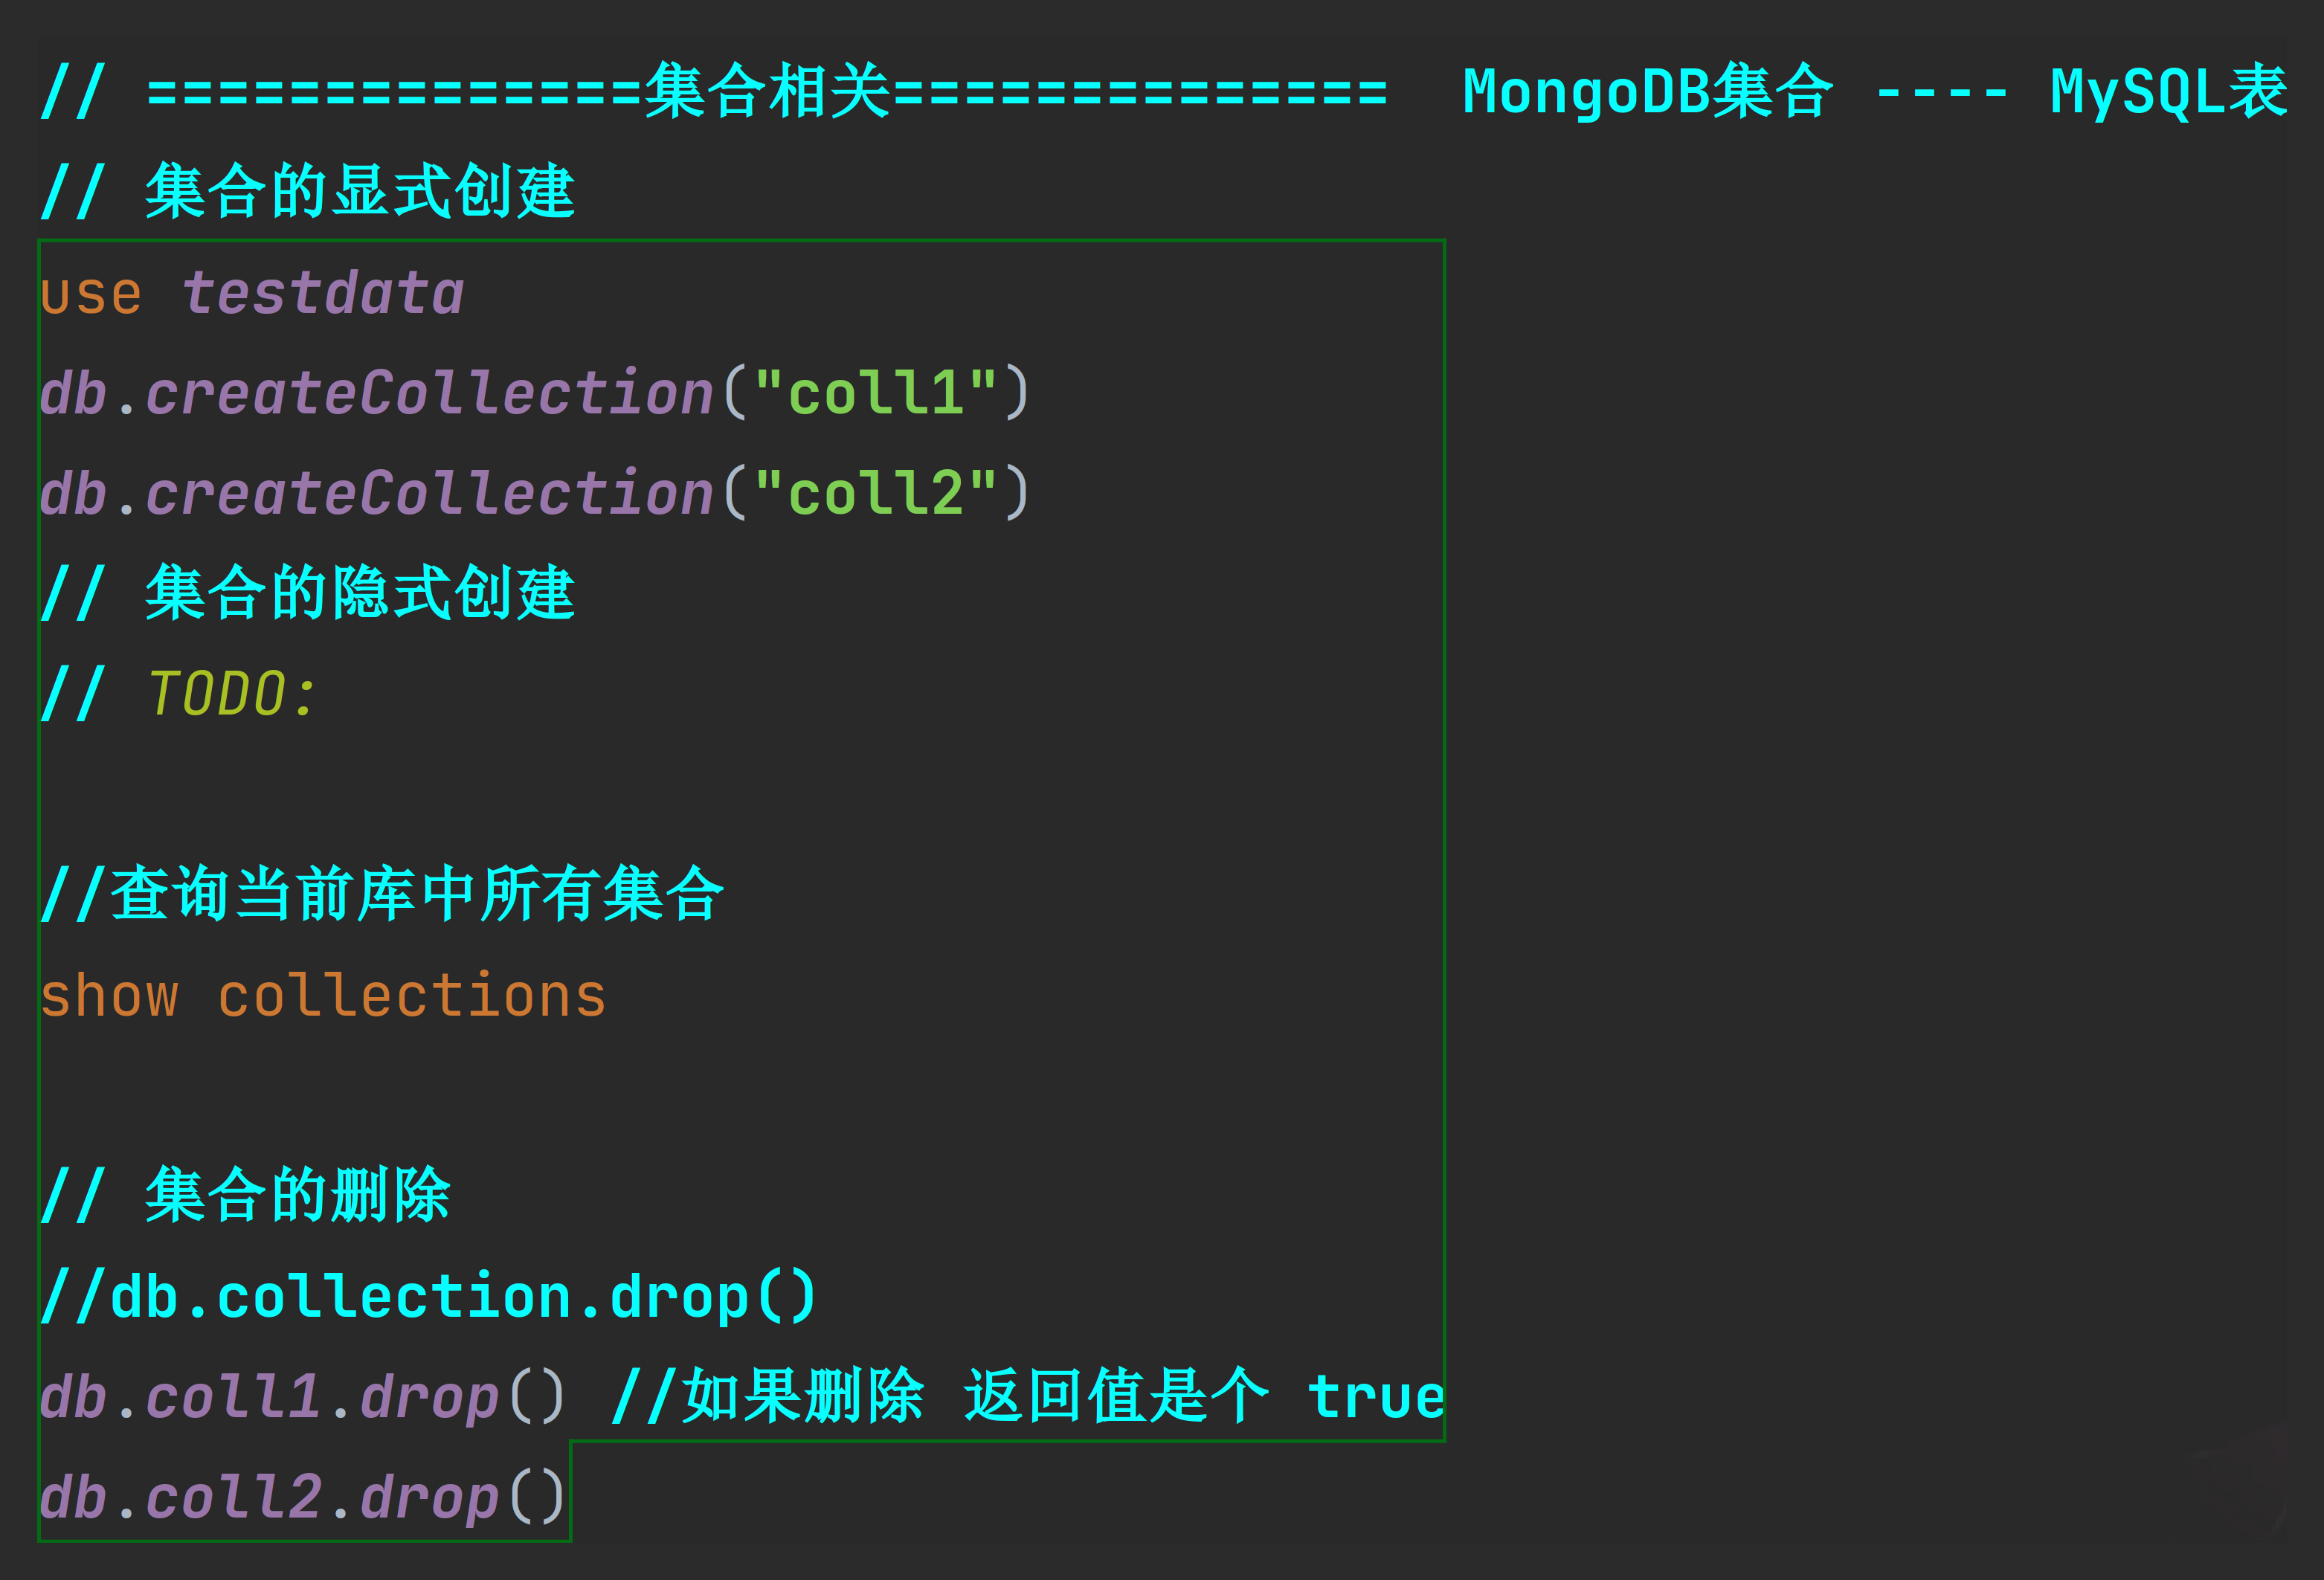 // ==============集合相关==============  MongoDB集合 ---- MySQL表
// 集合的显式创建
use testdata
db.createCollection("coll1")
db.createCollection("coll2")
// 集合的隐式创建
// TODO:
//查询当前库中所有集合
show collections
// 集合的删除
//db.collection.drop()
db.coll1.drop() //如果删除 返回值是个 true
db.coll2.drop()